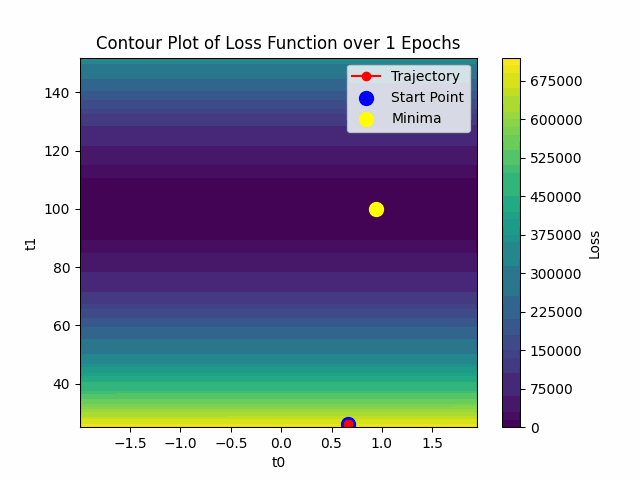 Contour Plot of Loss Function over 1 Epochs
Trajectory
Start Point
Minima
140
120
100
80
60
40
t1
−1.5 −1.0 −0.5 0.0 0.5 1.0 1.5
t0
675000
600000
525000
450000
375000
300000
225000
150000
75000
0
Loss